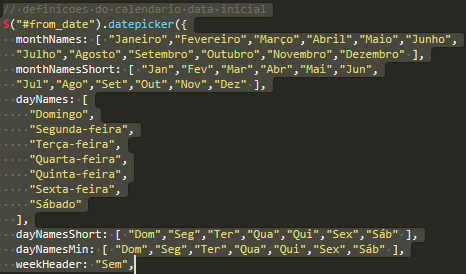 // definicoes do calendario data inicial
$("#from_date").datepicker({
monthNames: [ "Janeiro","Fevereiro","Março","Abril","Maio","Junho",
"Julho","Agosto","Setembro","Outubro","Novembro","Dezembro" ],
monthNamesShort: [ "Jan","Fev","Mar","Abr","Mai","Jun",
"Jul","Ago","Set","Out","Nov","Dez" ],
dayNames: [
"Domingo",
"Segunda-feira",
"Terça-feira",
"Quarta-feira",
"Quinta-feira",
"Sexta-feira",
"Sábado"
],
dayNamesShort: [ "Dom","Seg","Ter","Qua","Qui","Sex","Sáb" ],
dayNamesMin: [ "Dom","Seg","Ter","Qua","Qui","Sex","Sáb" ],
weekHeader: "Sem",